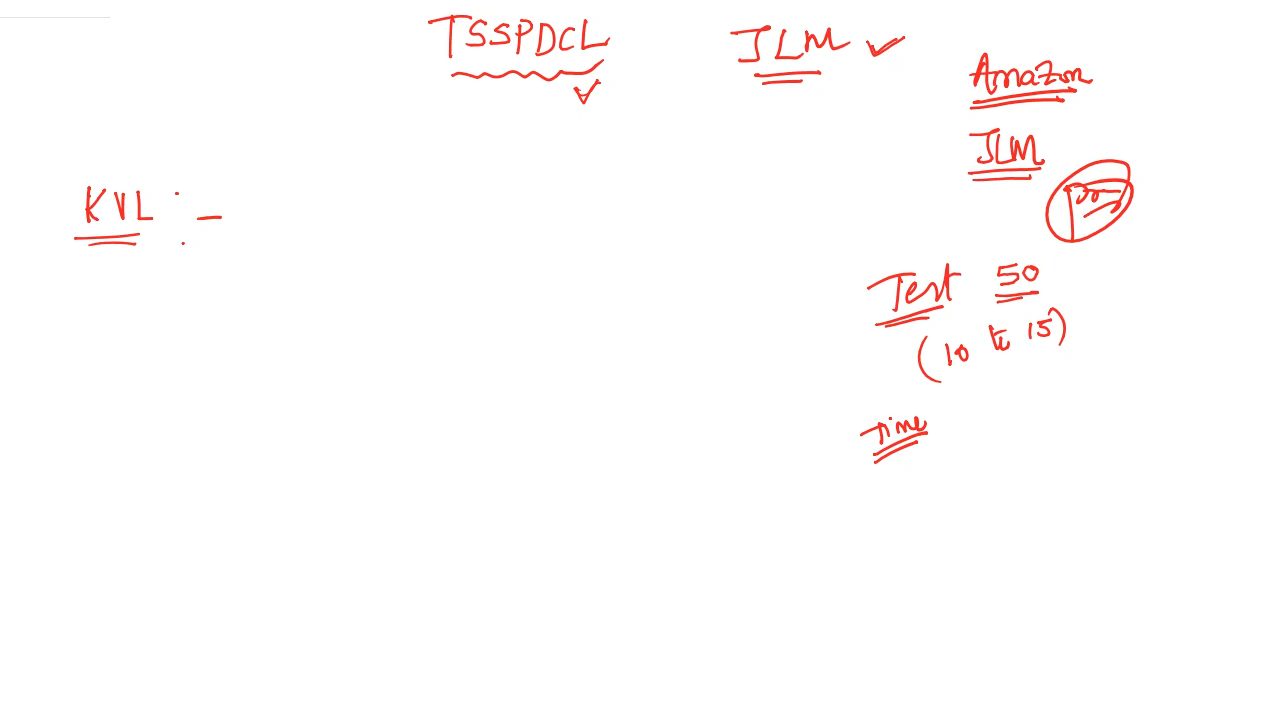 TSSPDCL JLM
Amazon
JLM
KVL :-
Test 50
(10 to 15)
Time